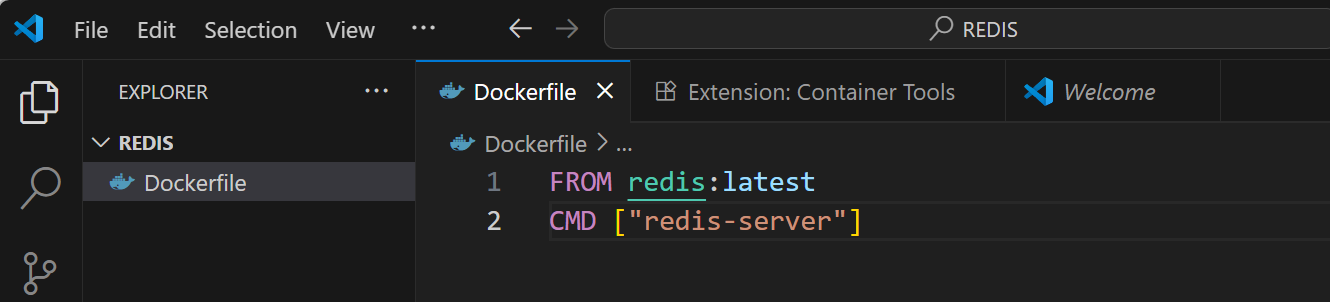 File Edit Selection View ··· ← → REDIS
EXPLORER ···
Dockerfile × Extension: Container Tools Welcome
REDIS
Dockerfile > ...
Dockerfile
1 FROM redis:latest
2 CMD ["redis-server"]